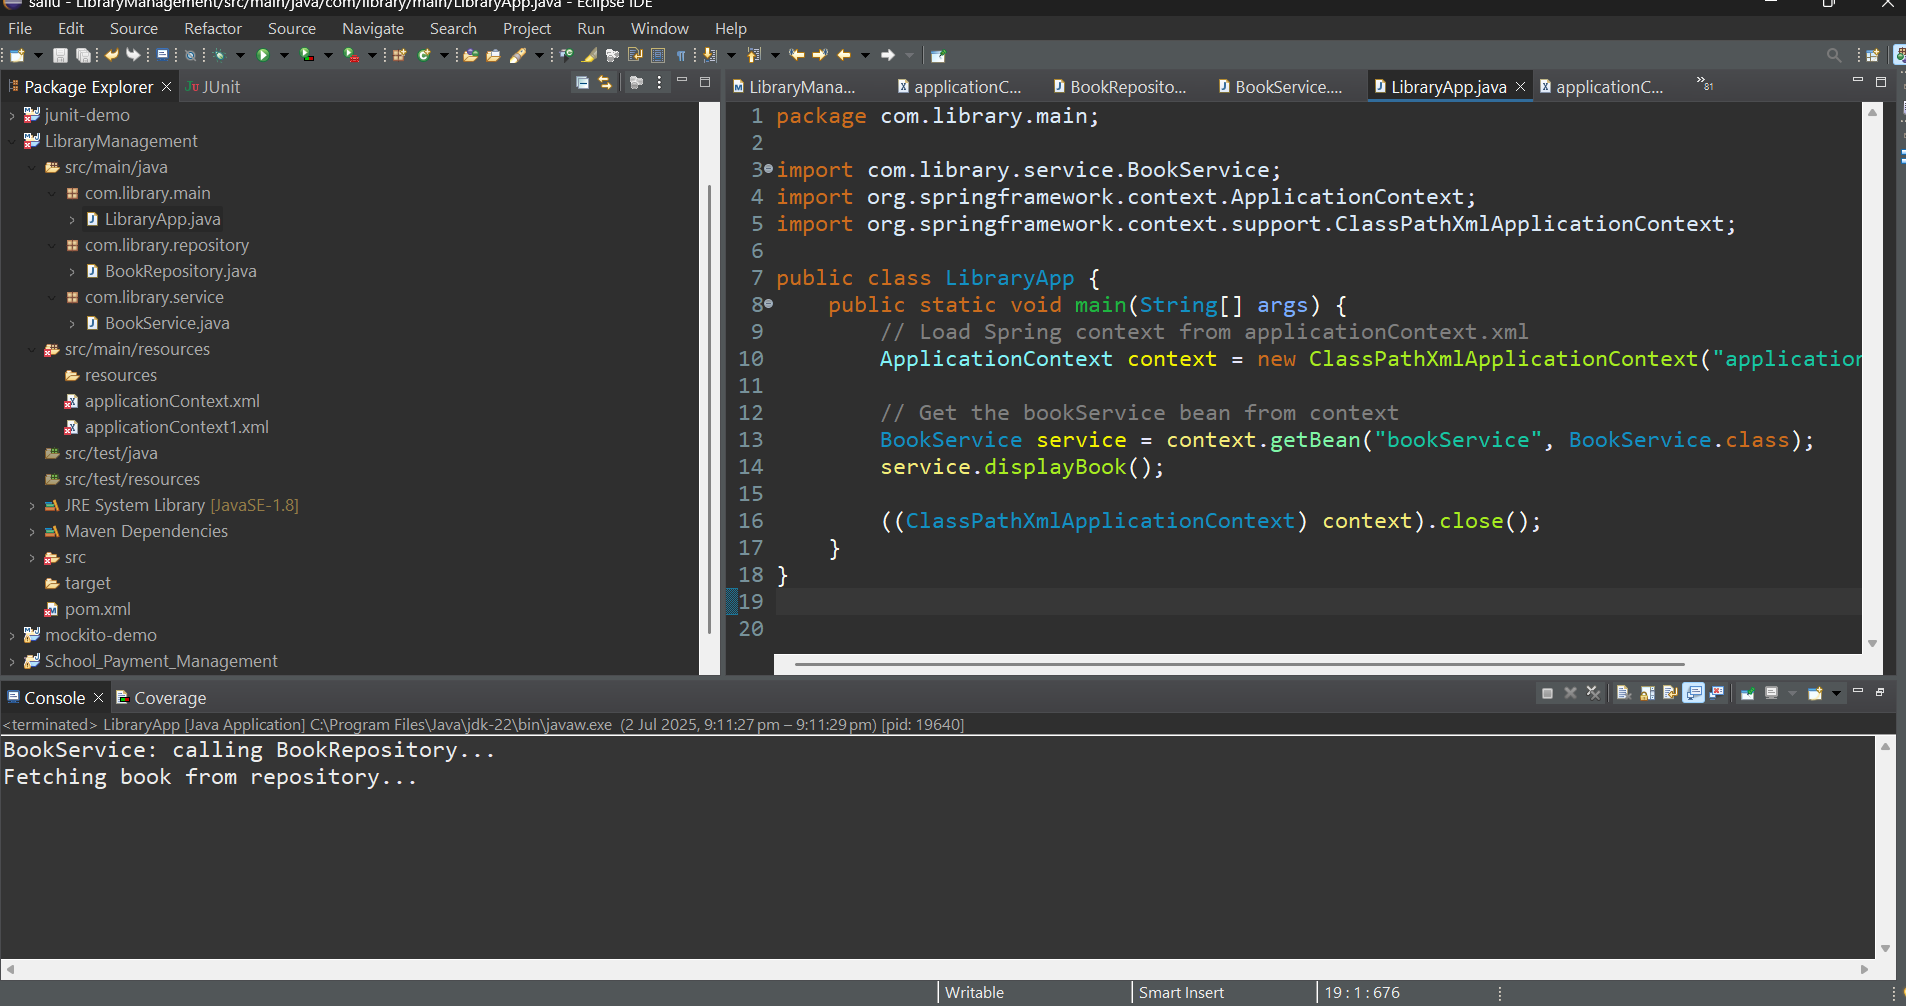 sailu - LibraryManagement/src/main/java/com/library/main/LibraryApp.java - Eclipse IDE
File Edit Source Refactor Source Navigate Search Project Run Window Help
Package Explorer JUnit
junit-demo
LibraryManagement
src/main/java
com.library.main
LibraryApp.java
com.library.repository
BookRepository.java
com.library.service
BookService.java
src/main/resources
resources
applicationContext.xml
applicationContext1.xml
src/test/java
src/test/resources
JRE System Library [JavaSE-1.8]
Maven Dependencies
src
target
pom.xml
mockito-demo
School_Payment_Management
LibraryMana... applicationC... BookReposito... BookService.... LibraryApp.java applicationC... »81
1 package com.library.main;
2
3 import com.library.service.BookService;
4 import org.springframework.context.ApplicationContext;
5 import org.springframework.context.support.ClassPathXmlApplicationContext;
6
7 public class LibraryApp {
8 public static void main(String[] args) {
9 // Load Spring context from applicationContext.xml
10 ApplicationContext context = new ClassPathXmlApplicationContext("application
11
12 // Get the bookService bean from context
13 BookService service = context.getBean("bookService", BookService.class);
14 service.displayBook();
15
16 ((ClassPathXmlApplicationContext) context).close();
17 }
18 }
19
20
Console Coverage
<terminated> LibraryApp [Java Application] C:\Program Files\Java\jdk-22\bin\javaw.exe (2 Jul 2025, 9:11:27 pm – 9:11:29 pm) [pid: 19640]
BookService: calling BookRepository...
Fetching book from repository...
Writable Smart Insert 19 : 1 : 676